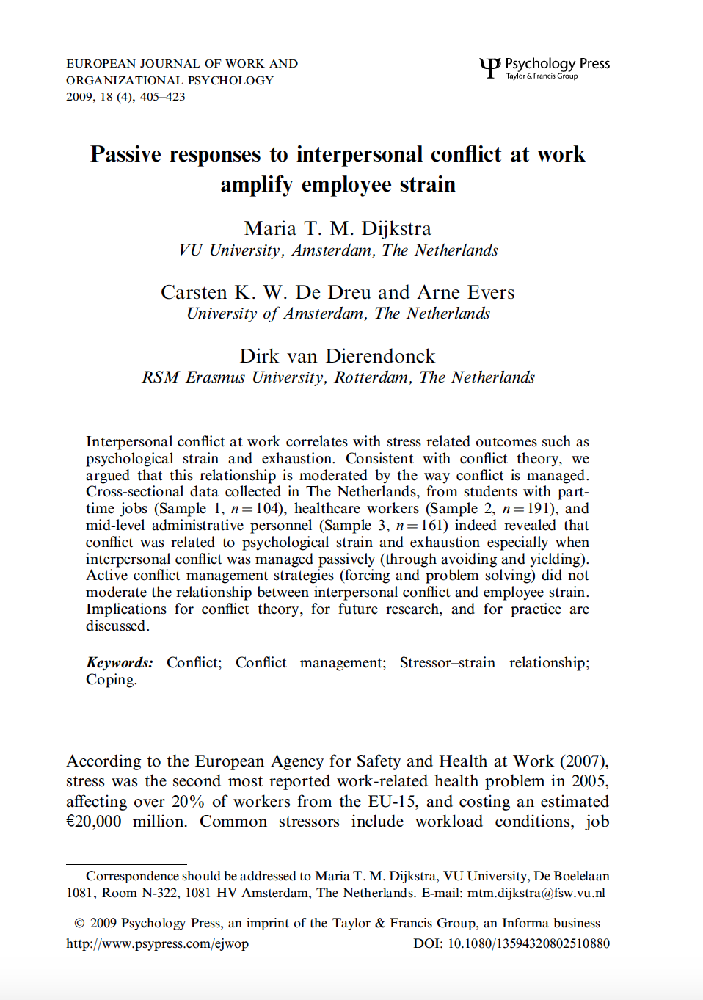 EUROPEAN JOURNAL OF WORK AND
ORGANIZATIONAL PSYCHOLOGY
2009, 18 (4), 405–423
Psychology Press
Taylor & Francis Group
Passive responses to interpersonal conflict at work
amplify employee strain
Maria T. M. Dijkstra
VU University, Amsterdam, The Netherlands
Carsten K. W. De Dreu and Arne Evers
University of Amsterdam, The Netherlands
Dirk van Dierendonck
RSM Erasmus University, Rotterdam, The Netherlands
Interpersonal conflict at work correlates with stress related outcomes such as
psychological strain and exhaustion. Consistent with conflict theory, we
argued that this relationship is moderated by the way conflict is managed.
Cross-sectional data collected in The Netherlands, from students with part-
time jobs (Sample 1, n = 104), healthcare workers (Sample 2, n = 191), and
mid-level administrative personnel (Sample 3, n = 161) indeed revealed that
conflict was related to psychological strain and exhaustion especially when
interpersonal conflict was managed passively (through avoiding and yielding).
Active conflict management strategies (forcing and problem solving) did not
moderate the relationship between interpersonal conflict and employee strain.
Implications for conflict theory, for future research, and for practice are
discussed.
Keywords: Conflict; Conflict management; Stressor–strain relationship;
Coping.
According to the European Agency for Safety and Health at Work (2007),
stress was the second most reported work-related health problem in 2005,
affecting over 20% of workers from the EU-15, and costing an estimated
€20,000 million. Common stressors include workload conditions, job
Correspondence should be addressed to Maria T. M. Dijkstra, VU University, De Boelelaan
1081, Room N-322, 1081 HV Amsterdam, The Netherlands. E-mail: mtm.dijkstra@fsw.vu.nl
© 2009 Psychology Press, an imprint of the Taylor & Francis Group, an Informa business
http://www.psypress.com/ejwop DOI: 10.1080/13594320802510880